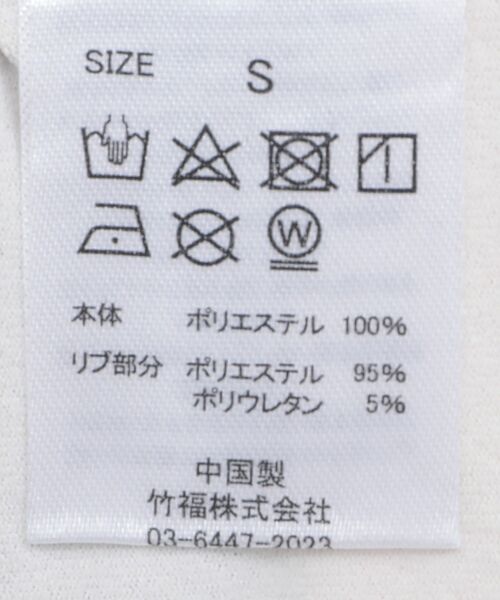 SIZE S
W
本体 ポリエステル 100%
リブ部分 ポリエステル 95%
ポリウレタン 5%
中国製
竹福株式会社
03-6447-2023